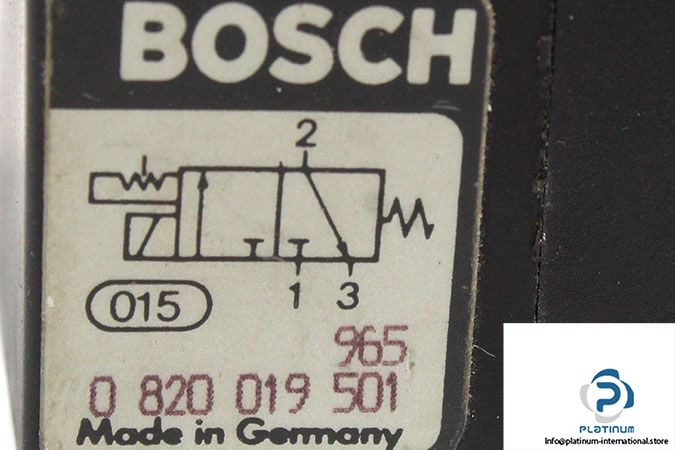 BOSCH
2
015
1 3
965
0 820 019 501
Made in Germany
PLATINUM
info@platinum-international.store